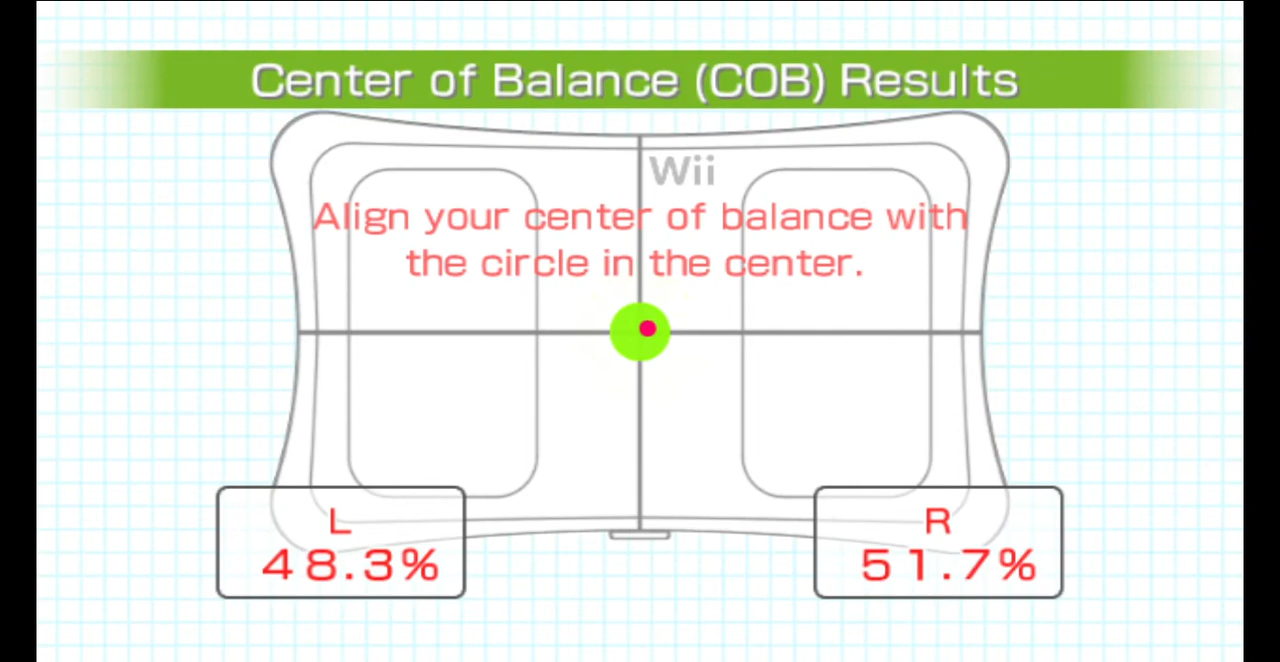 Center of Balance (COB) Results
Wii
Align your center of balance with
the circle in the center.
L
48.3%
R
51.7%